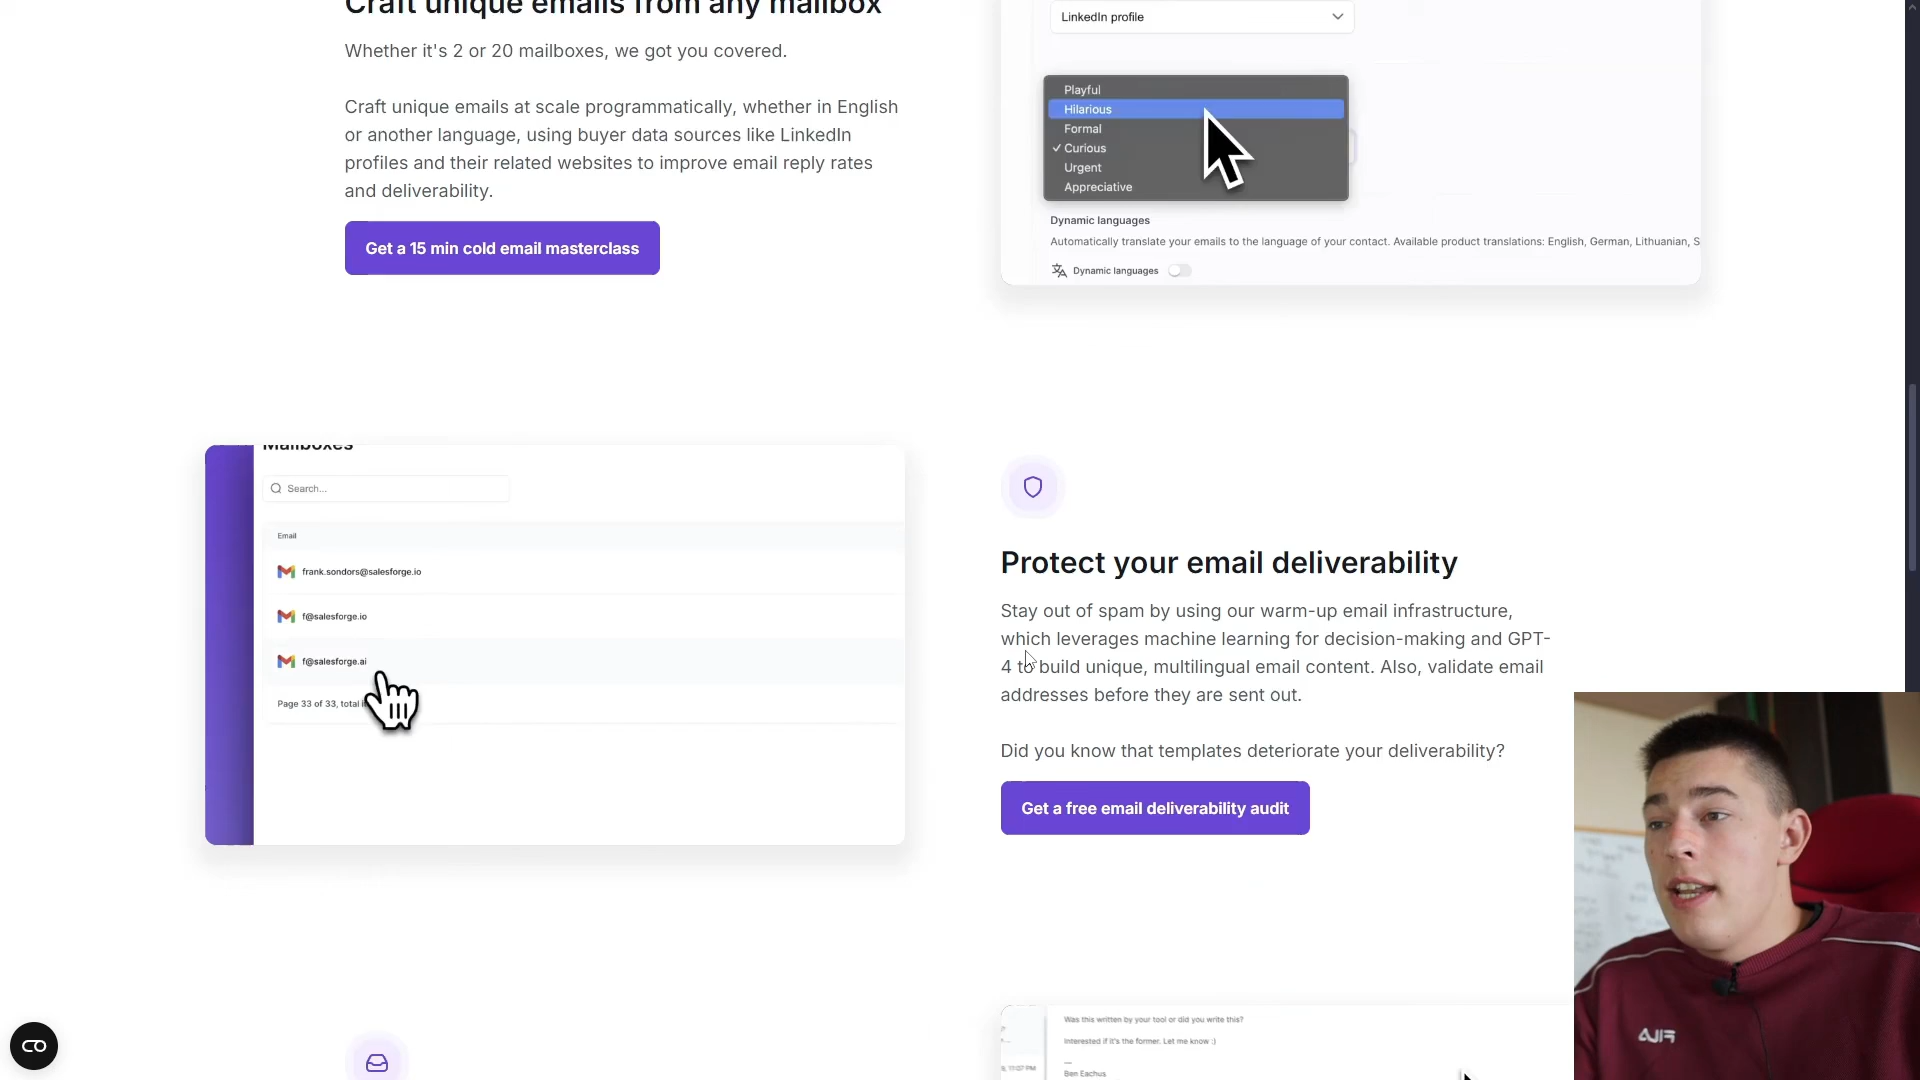 Craft unique emails from any mailbox
Whether it's 2 or 20 mailboxes, we got you covered.
Craft unique emails at scale programmatically, whether in English
or another language, using buyer data sources like LinkedIn
profiles and their related websites to improve email reply rates
and deliverability.
Get a 15 min cold email masterclass
LinkedIn profile
Playful
Hilarious
Formal
✓ Curious
Urgent
Appreciative
Dynamic languages
Automatically translate your emails to the language of your contact. Available product translations: English, German, Lithuanian, S
Dynamic languages
Mailboxes
Search...
Email
frank.sondors@salesforge.io
f@salesforge.io
f@salesforge.ai
Page 33 of 33, total
Protect your email deliverability
Stay out of spam by using our warm-up email infrastructure,
which leverages machine learning for decision-making and GPT-
4 to build unique, multilingual email content. Also, validate email
addresses before they are sent out.
Did you know that templates deteriorate your deliverability?
Get a free email deliverability audit
Was this written by your tool or did you write this?
Interested if it's the former. Let me know :)
—
11:07 PM
Ben Eachus
FILA